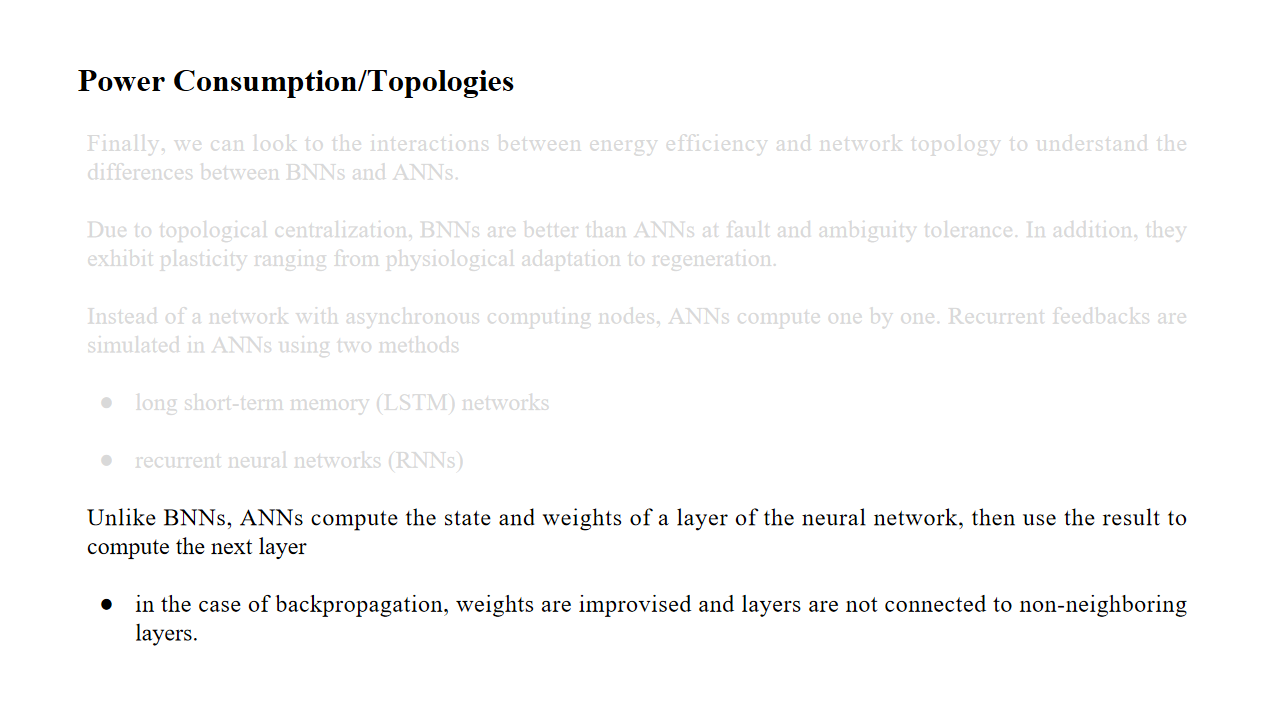 Power Consumption/Topologies
Finally, we can look to the interactions between energy efficiency and network topology to understand the
differences between BNNs and ANNs.
Due to topological centralization, BNNs are better than ANNs at fault and ambiguity tolerance. In addition, they
exhibit plasticity ranging from physiological adaptation to regeneration.
Instead of a network with asynchronous computing nodes, ANNs compute one by one. Recurrent feedbacks are
simulated in ANNs using two methods
● long short-term memory (LSTM) networks
● recurrent neural networks (RNNs)
Unlike BNNs, ANNs compute the state and weights of a layer of the neural network, then use the result to
compute the next layer
● in the case of backpropagation, weights are improvised and layers are not connected to non-neighboring
layers.